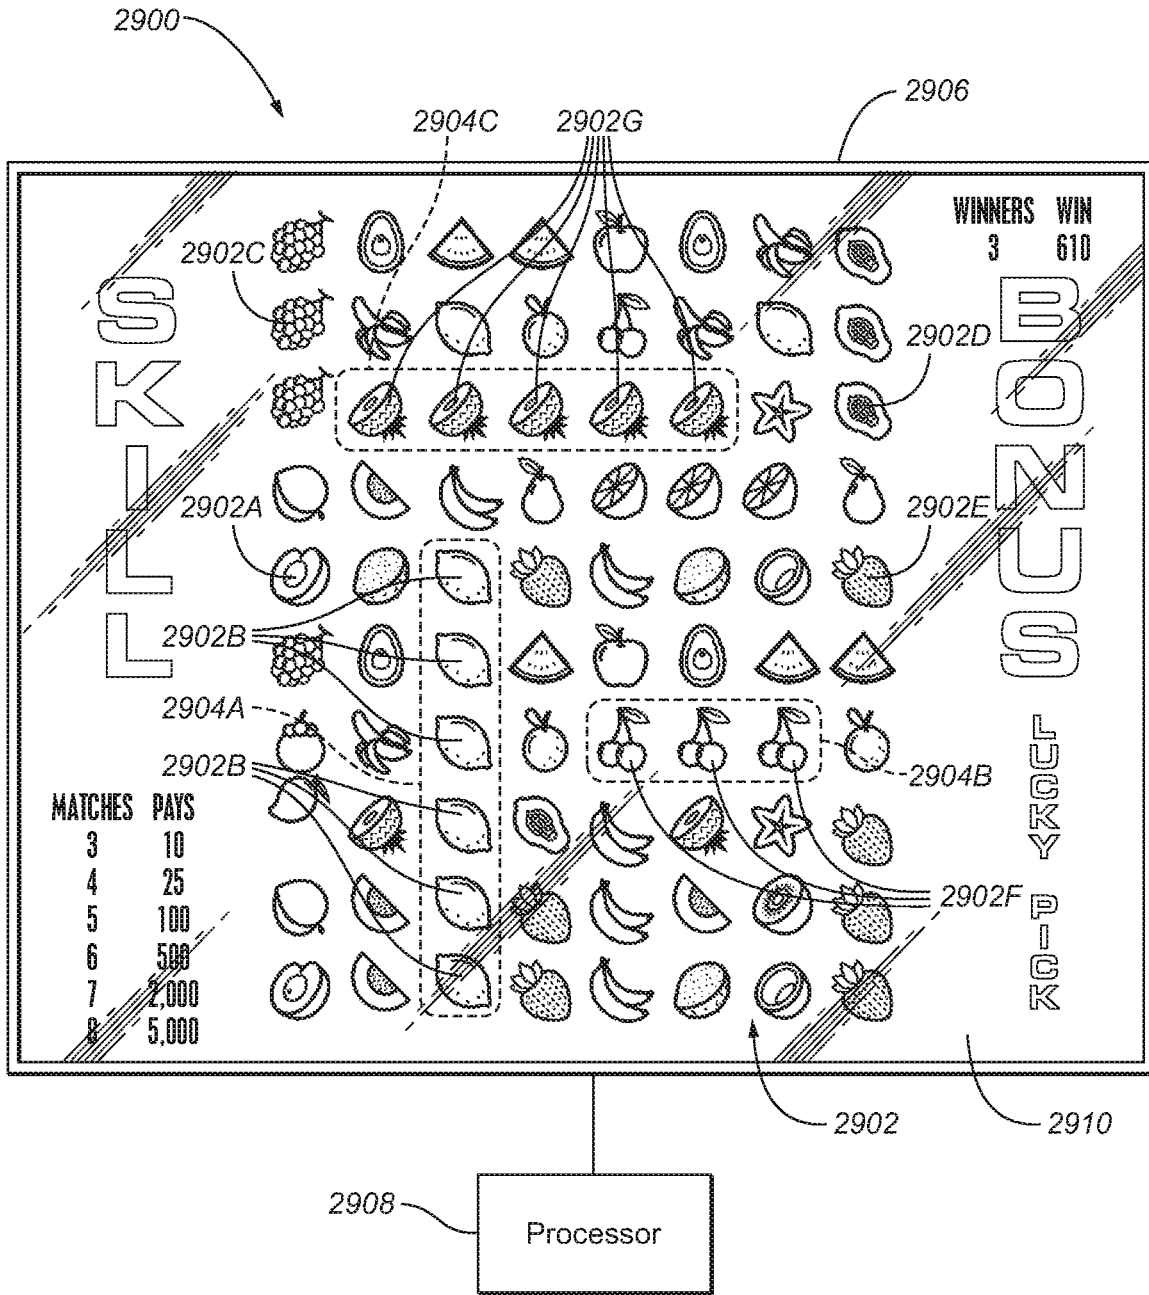 2900
2906
2904C 2902G
WINNERS WIN
3 610
2902C
2902D
SKILL
BONUS
2902A
2902E
2902B
2904A
2902B
2904B
LUCKY PICK
MATCHES PAYS
3 10
4 25
5 100
6 500
7 2,000
8 5,000
2902F
2902
2910
2908
Processor